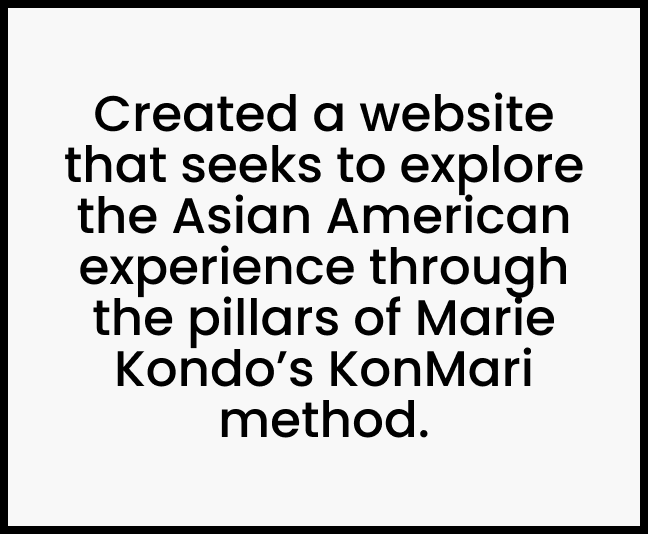 Created a website
that seeks to explore
the Asian American
experience through
the pillars of Marie
Kondo’s KonMari
method.